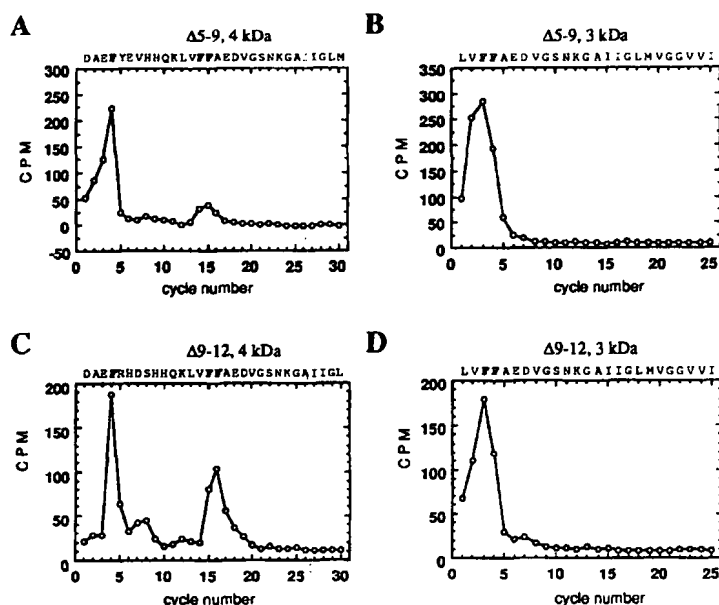 A
Δ5-9, 4 kDa
DAEFYEVHHQKLVFFAEDVGSNKGAIIGLM
300
250
200
150
100
50
0
-50
CPM
0 5 10 15 20 25 30
cycle number
B
Δ5-9, 3 kDa
LVFFAEDVGSNKGAIIGLMVGGVVI
350
300
250
200
150
100
50
0
CPM
0 5 10 15 20 25
cycle number
C
Δ9-12, 4 kDa
DAEFRHDSHHQKLVFFAEDVGSNKGAIIGL
200
150
100
50
0
CPM
0 5 10 15 20 25 30
cycle number
D
Δ9-12, 3 kDa
LVFFAEDVGSNKGAIIGLMVGGVVI
200
150
100
50
0
CPM
0 5 10 15 20 25
cycle number